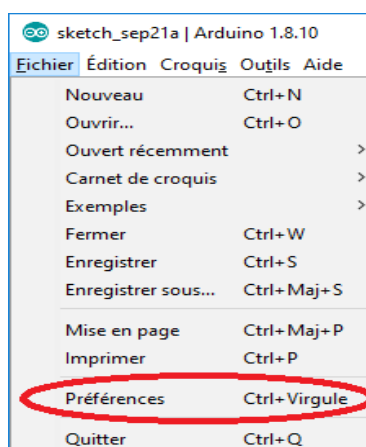 sketch_sep21a | Arduino 1.8.10
Fichier Édition Croquis Outils Aide
Nouveau Ctrl+N
Ouvrir... Ctrl+O
Ouvert récemment >
Carnet de croquis >
Exemples >
Fermer Ctrl+W
Enregistrer Ctrl+S
Enregistrer sous... Ctrl+Maj+S
Mise en page Ctrl+Maj+P
Imprimer Ctrl+P
Préférences Ctrl+Virgule
Quitter Ctrl+Q